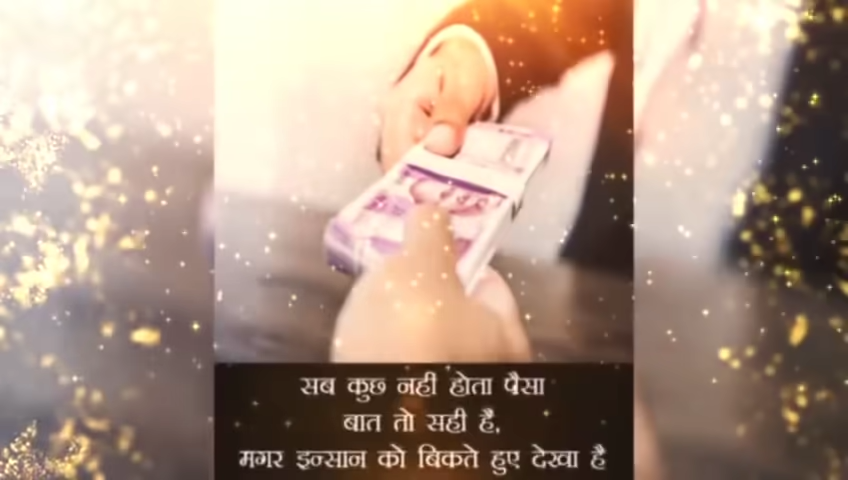 सब कुछ नही होता पैसा
बात तो सही है,
मगर इन्सान को बिकते हुए देखा है